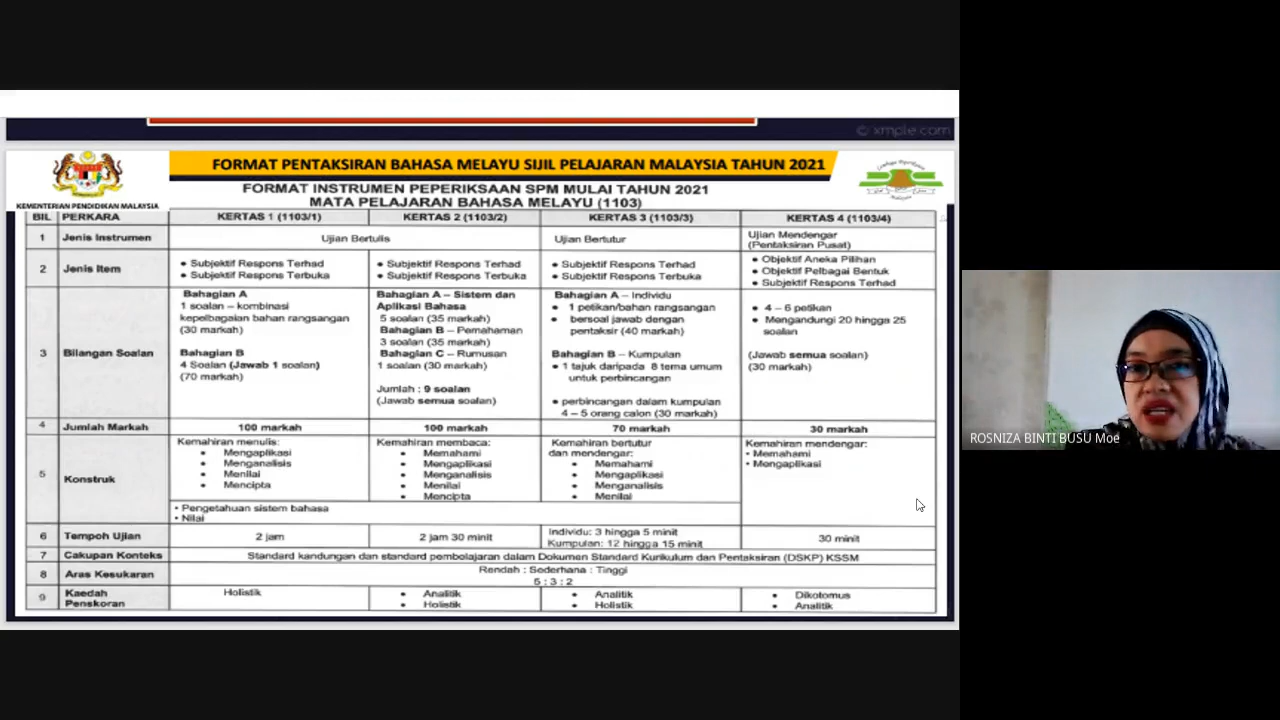 © xmple.com
FORMAT PENTAKSIRAN BAHASA MELAYU SIJIL PELAJARAN MALAYSIA TAHUN 2021
KEMENTERIAN PENDIDIKAN MALAYSIA
FORMAT INSTRUMEN PEPERIKSAAN SPM MULAI TAHUN 2021
MATA PELAJARAN BAHASA MELAYU (1103)
BIL PERKARA KERTAS 1 (1103/1) KERTAS 2 (1103/2) KERTAS 3 (1103/3) KERTAS 4 (1103/4)
1 Jenis Instrumen Ujian Bertulis Ujian Bertutur Ujian Mendengar
(Pentaksiran Pusat)
2 Jenis Item
• Subjektif Respons Terhad
• Subjektif Respons Terbuka
• Subjektif Respons Terhad
• Subjektif Respons Terbuka
• Subjektif Respons Terhad
• Subjektif Respons Terbuka
• Objektif Aneka Pilihan
• Objektif Pelbagai Bentuk
• Subjektif Respons Terhad
3 Bilangan Soalan
Bahagian A
1 soalan – kombinasi
kepelbagaian bahan rangsangan
(30 markah)
Bahagian B
4 Soalan (Jawab 1 soalan)
(70 markah)
Bahagian A – Sistem dan
Aplikasi Bahasa
5 soalan (35 markah)
Bahagian B – Pemahaman
3 soalan (35 markah)
Bahagian C – Rumusan
1 soalan (30 markah)
Jumlah : 9 soalan
(Jawab semua soalan)
Bahagian A – Individu
• 1 petikan/bahan rangsangan
• bersoal jawab dengan
pentaksir (40 markah)
Bahagian B – Kumpulan
• 1 tajuk daripada 8 tema umum
untuk perbincangan
• perbincangan dalam kumpulan
4 – 5 orang calon (30 markah)
• 4 – 6 petikan
• Mengandungi 20 hingga 25
soalan
(Jawab semua soalan)
(30 markah)
4 Jumlah Markah 100 markah 100 markah 70 markah 30 markah
5 Konstruk
Kemahiran menulis:
• Mengaplikasi
• Menganalisis
• Menilai
• Mencipta
Kemahiran membaca:
• Memahami
• Mengaplikasi
• Menganalisis
• Menilai
• Mencipta
Kemahiran bertutur
dan mendengar:
• Memahami
• Mengaplikasi
• Menganalisis
• Menilai
Kemahiran mendengar:
• Memahami
• Mengaplikasi
• Pengetahuan sistem bahasa
• Nilai
6 Tempoh Ujian 2 jam 2 jam 30 minit Individu: 3 hingga 5 minit
Kumpulan: 12 hingga 15 minit
30 minit
7 Cakupan Konteks Standard kandungan dan standard pembelajaran dalam Dokumen Standard Kurikulum dan Pentaksiran (DSKP) KSSM
8 Aras Kesukaran Rendah : Sederhana : Tinggi
5 : 3 : 2
9 Kaedah
Penskoran
Holistik
• Analitik
• Holistik
• Analitik
• Holistik
• Dikotomus
• Analitik
ROSNIZA BINTI BUSU Moe